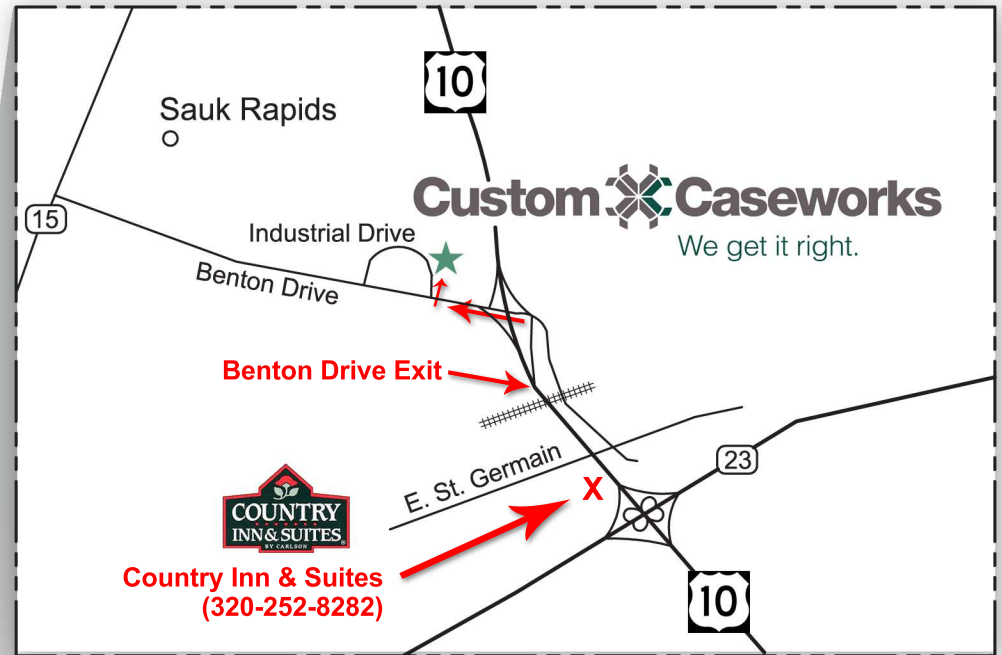 10
Sauk Rapids
Custom Caseworks
We get it right.
15
Industrial Drive
Benton Drive
Benton Drive Exit
E. St. Germain
23
X
COUNTRY
INN & SUITES
BY CARLSON
Country Inn & Suites
(320-252-8282)
10